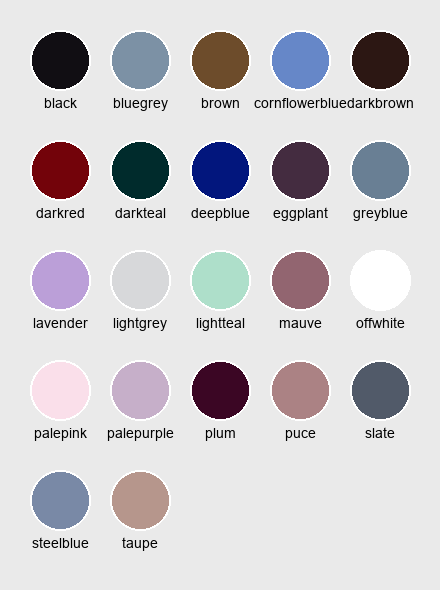 black bluegrey brown cornflowerblue darkbrown
darkred darkteal deepblue eggplant greyblue
lavender lightgrey lightteal mauve offwhite
palepink palepurple plum puce slate
steelblue taupe